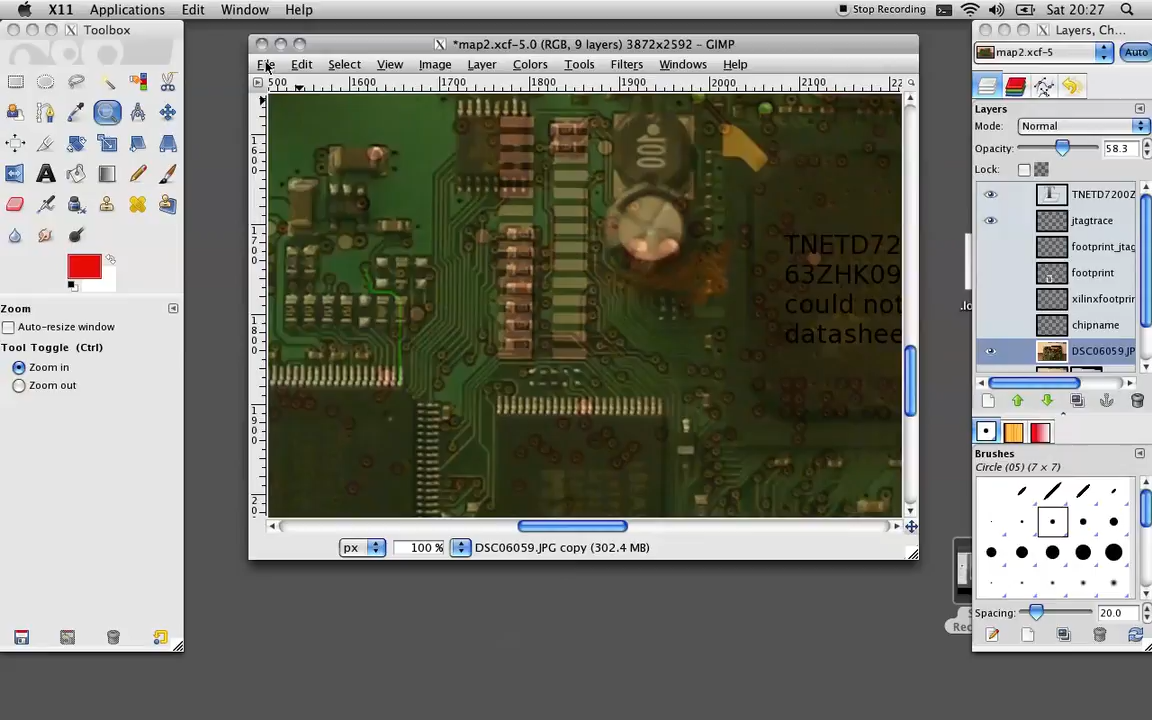 X11 Applications Edit Window Help
Stop Recording Sat 20:27
Toolbox
Zoom
Auto-resize window
Tool Toggle (Ctrl)
Zoom in
Zoom out
*map2.xcf-5.0 (RGB, 9 layers) 3872x2592 – GIMP
File Edit Select View Image Layer Colors Tools Filters Windows Help
500 1600 1700 1800 1900 2000 2100 22
TNETD72
63ZHK09
could not
datashee
px 100 % DSC06059.JPG copy (302.4 MB)
Layers, Ch...
map2.xcf-5 Auto
Layers
Mode: Normal
Opacity: 58.3
Lock:
TNETD7200Z
jtagtrace
footprint_jtag
footprint
xilinxfootprin
chipname
DSC06059.JP
Brushes
Circle (05) (7 × 7)
Spacing: 20.0